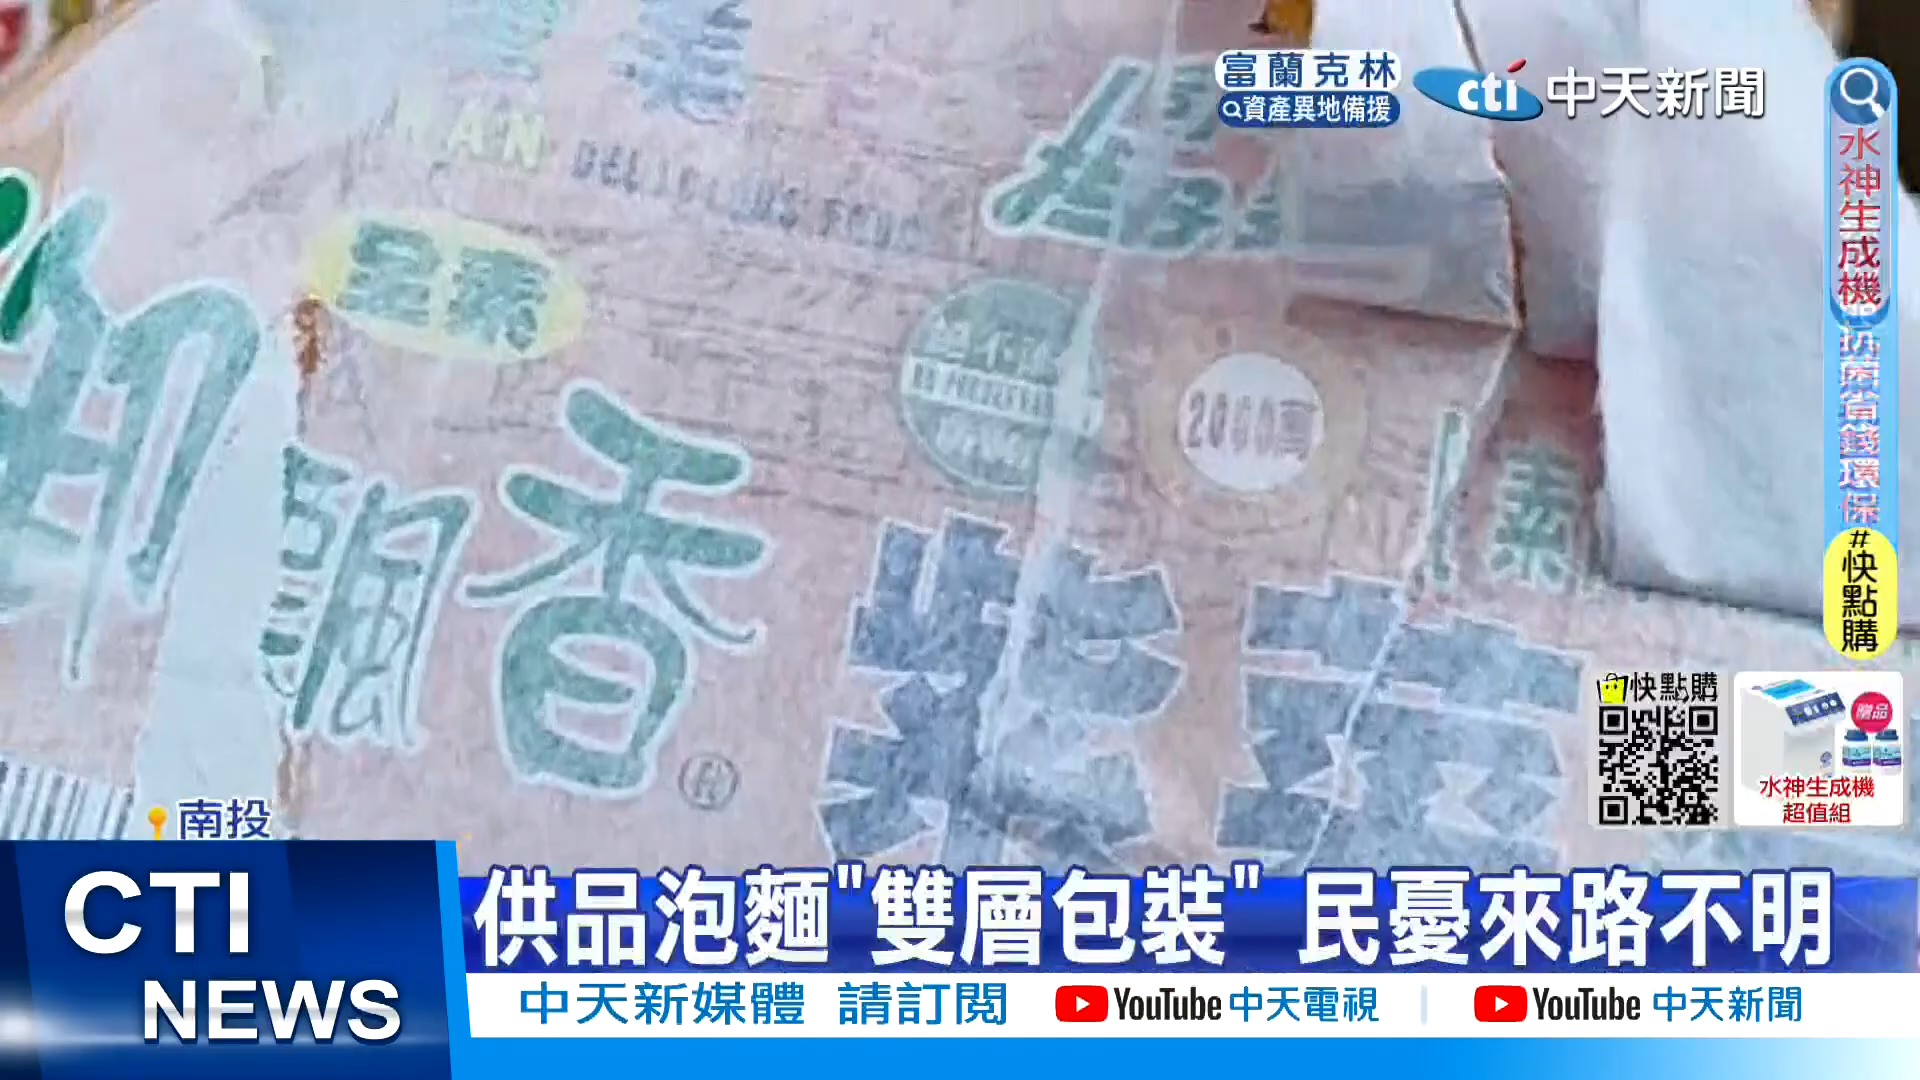 富蘭克林
資產異地備援
cti 中天新聞
水神生成機 抗菌省錢環保
#快點購
DELICIOUS FOOD
全素
2000萬
素
飄香
®
快點購
贈品
水神生成機
超值組
南投
CTI
NEWS
供品泡麵"雙層包裝" 民憂來路不明
中天新媒體 請訂閱 YouTube 中天電視 | YouTube 中天新聞